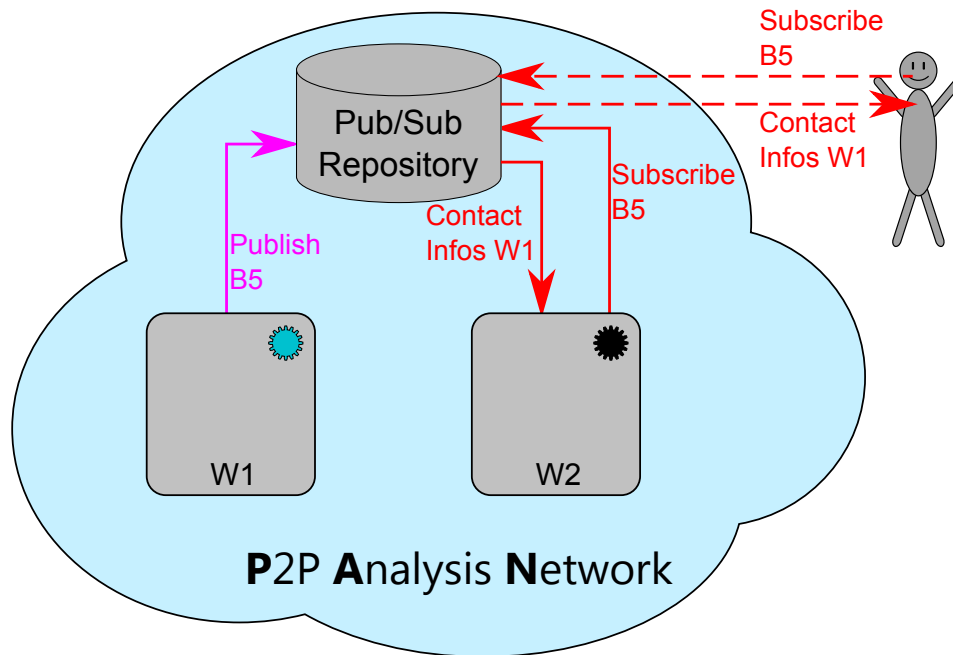 Subscribe
B5
Pub/Sub
Repository
Contact
Infos W1
Subscribe
B5
Contact
Infos W1
Publish
B5
W1
W2
P2P Analysis Network